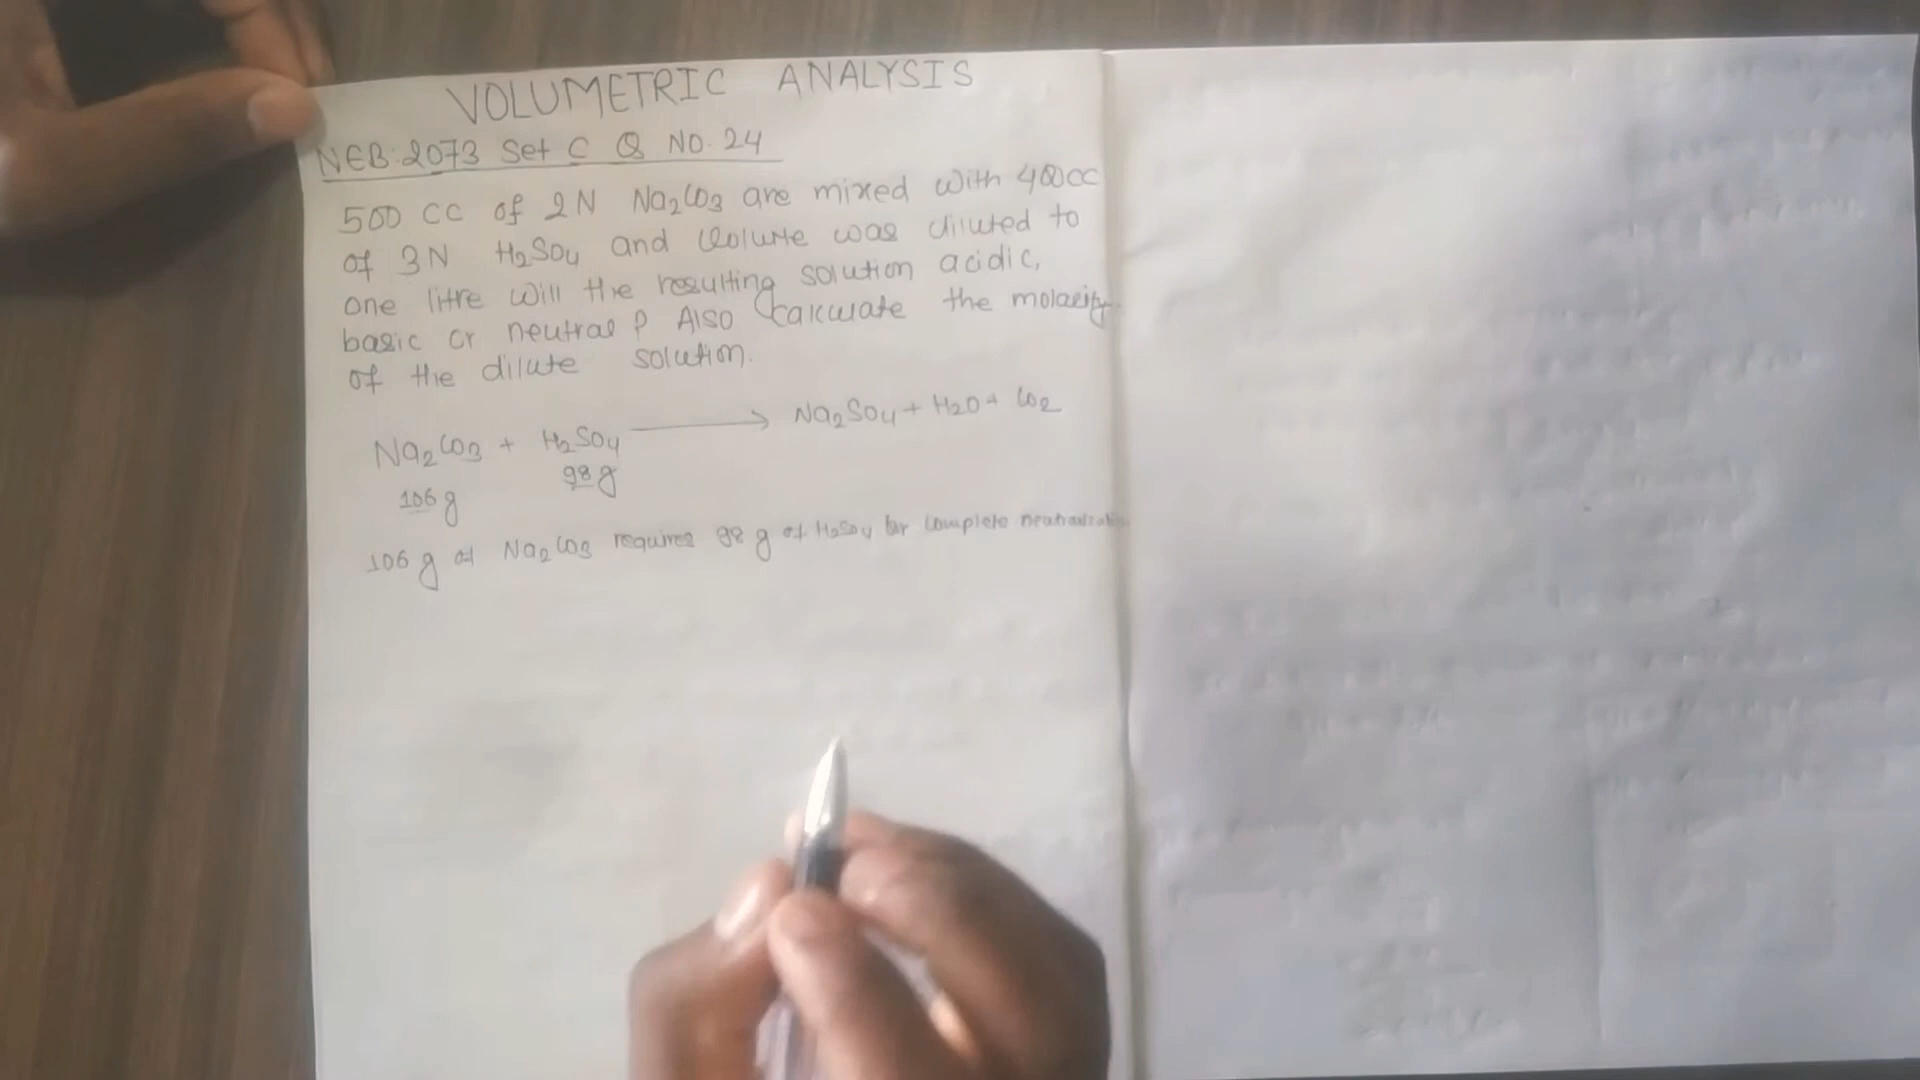 VOLUMETRIC ANALYSIS
NEB:2073 Set C Q NO. 24
500 CC of 2N Na2CO3 are mixed with 400CC
of 3N H2SO4 and volume was diluted to
one litre will the resulting solution acidic,
basic or neutral? Also calculate the molarity
of the dilute solution.
Na2CO3 + H2SO4 → Na2SO4 + H2O + CO2
106 g 98 g
106 g of Na2CO3 requires 98 g of H2SO4 for complete neutralization